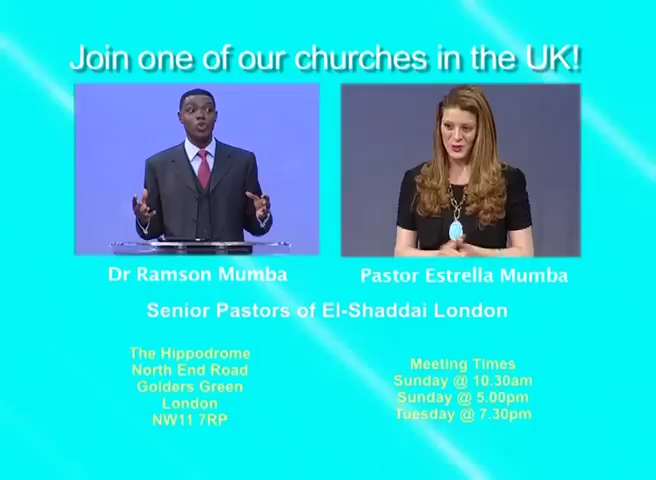 Join one of our churches in the UK!
Dr Ramson Mumba
Pastor Estrella Mumba
Senior Pastors of El-Shaddai London
The Hippodrome
North End Road
Golders Green
London
NW11 7RP
Meeting Times
Sunday @ 10.30am
Sunday @ 5.00pm
Tuesday @ 7.30pm